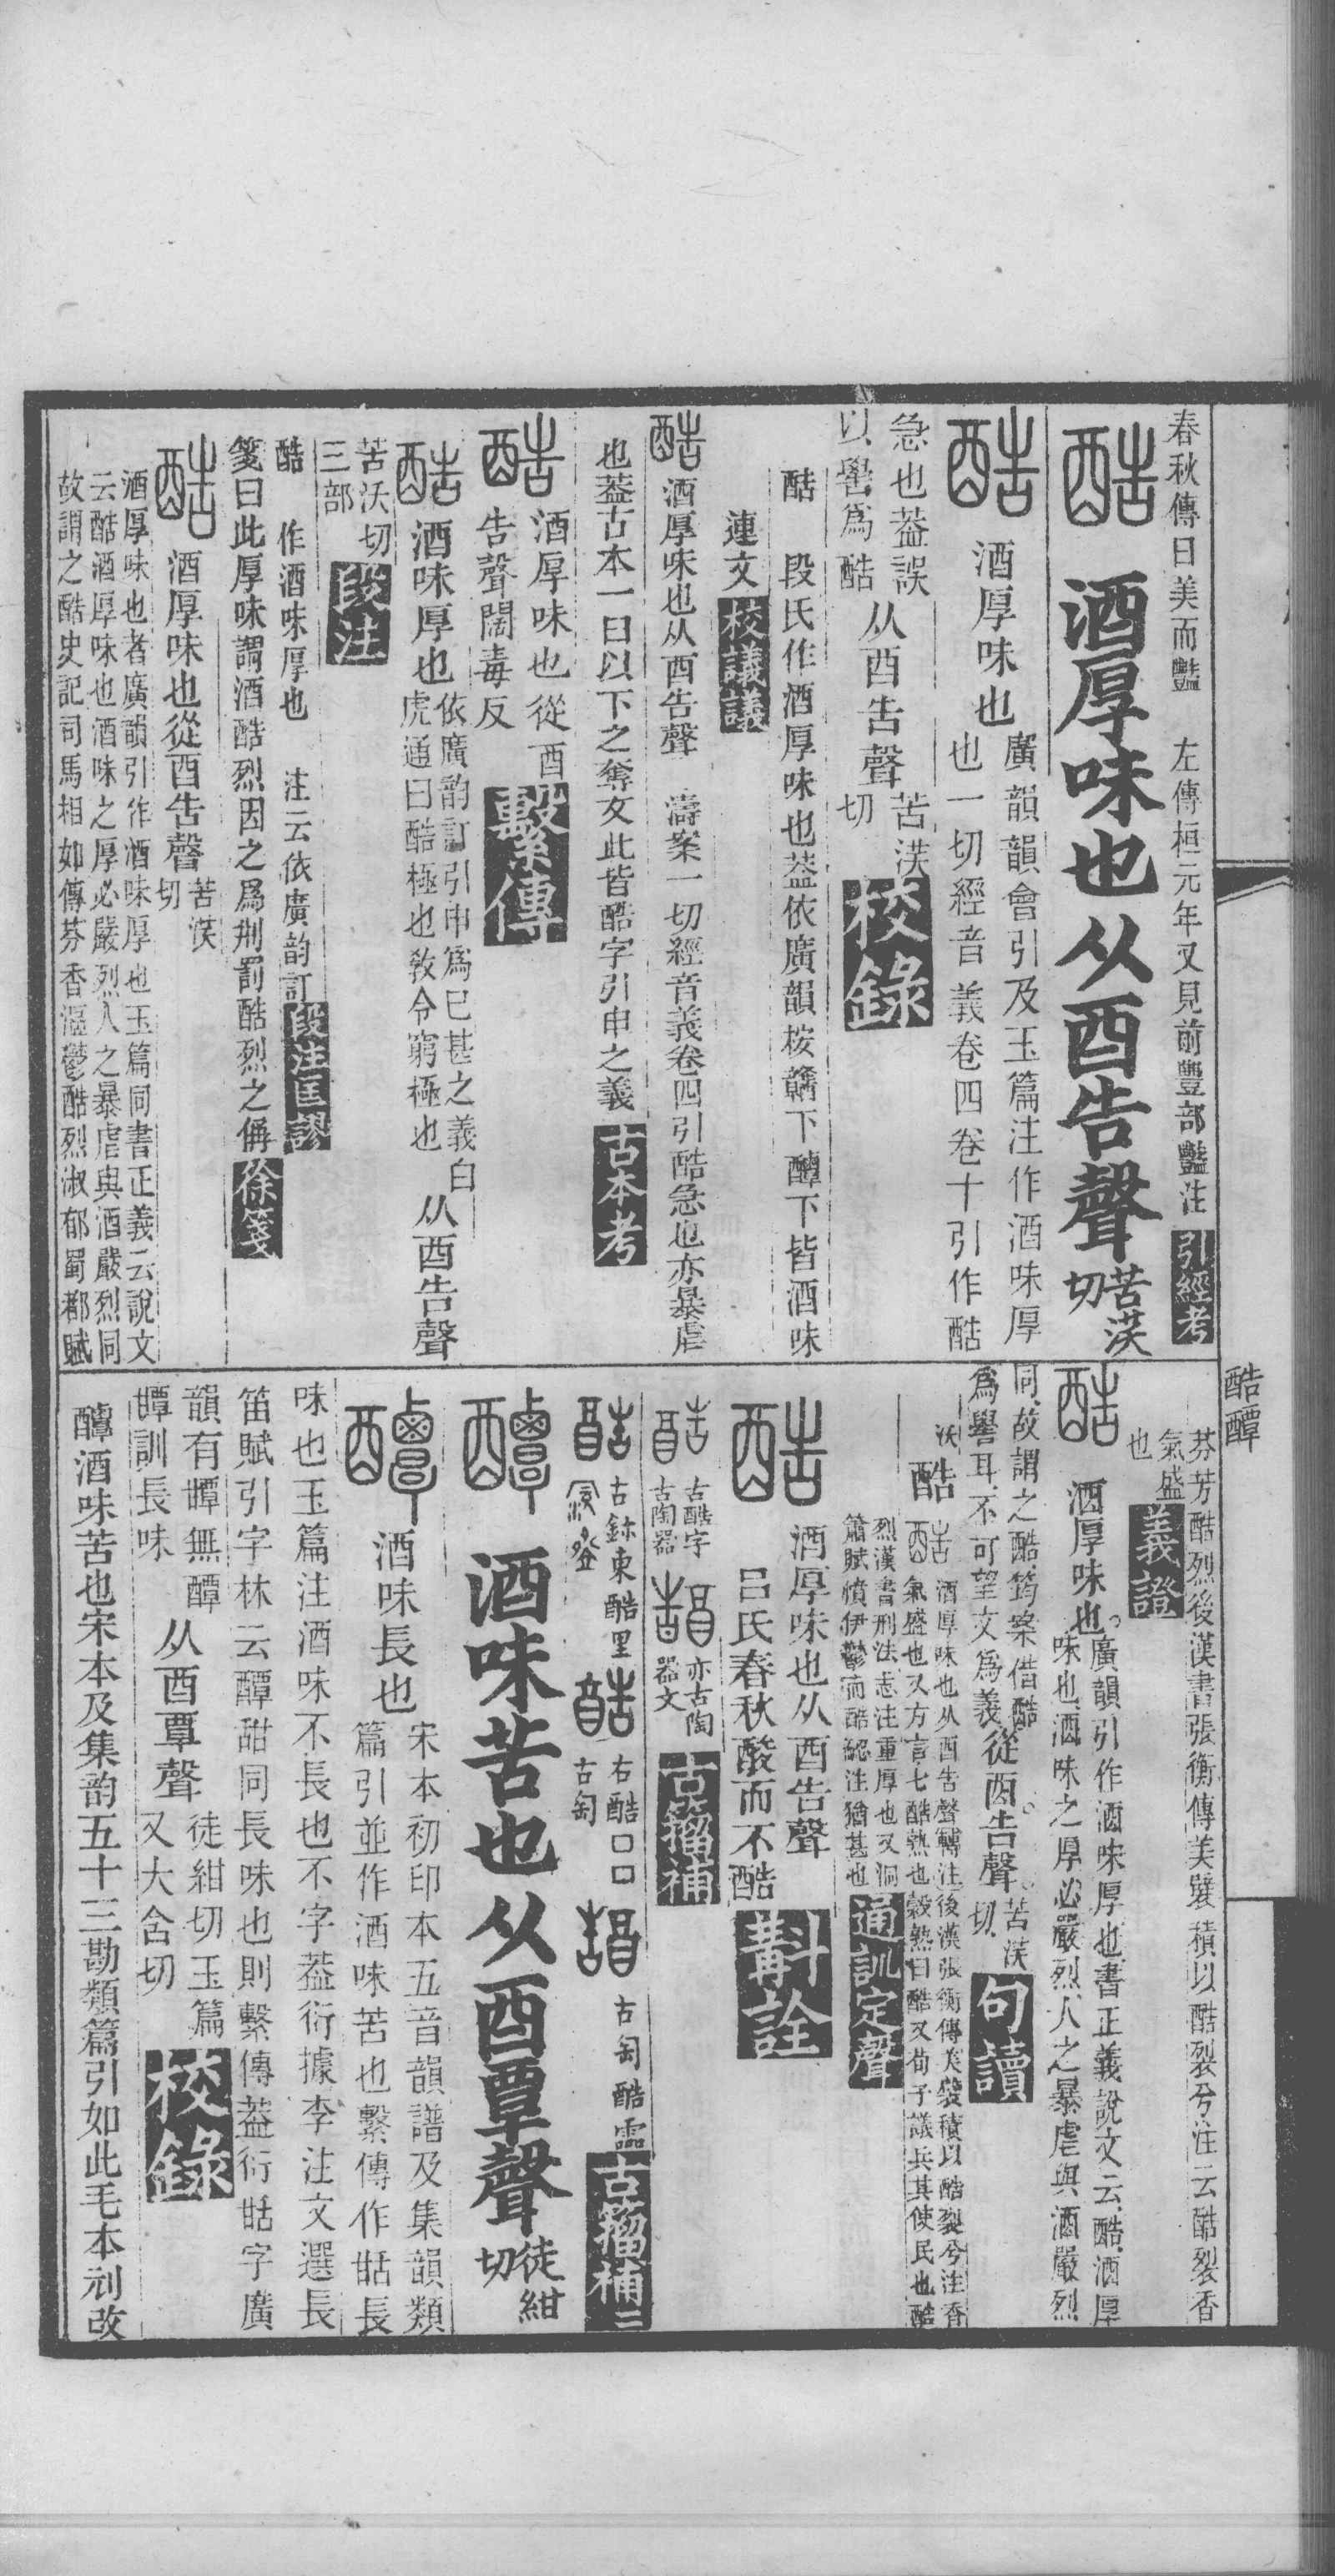 春秋傳曰美而豔　左傳桓元年又見前豐部豔注　引經考
酷　酒厚味也从酉告聲　苦沃切
酷　酒厚味也　廣韻韻會引及玉篇注作酒味厚
也一切經音義卷四卷十引作酷
急也葢誤
以嚳爲酷　从酉告聲　苦沃切　校錄
酷　段氏作酒厚味也葢依廣韻桉醰下醰下皆酒味
連文　校議議
酷　酒厚味也从酉告聲　濤案一切經音義卷四引酷急也亦暴虐
也葢古本一曰以下之奪文此皆酷字引申之義　古本考
酷　酒厚味也從酉
告聲闊毒反　繫傳
酷　酒味厚也　依廣韵訂引申爲已甚之義白
虎通曰酷極也敎令窮極也　从酉告聲
苦沃切
三部　段注
酷　作酒味厚也　注云依廣韵訂　段注匡謬
箋曰此厚味謂酒酷烈因之爲刑罰酷烈之偁　徐箋
酷　酒厚味也從酉告聲　苦沃切
酒厚味也者廣韻引作酒味厚也玉篇同書正義云說文
云酷酒厚味也酒味之厚必嚴烈人之暴虐與酒嚴烈同
故謂之酷史記司馬相如傳芬香漚鬱酷烈淑郁蜀都賦
酷醰
芬芳酷烈後漢書張衡傳美襞積以酷裂兮注云酷裂香
氣盛
也　義證
酷　酒厚味也　廣韻引作酒味厚也書正義說文云酷酒厚
味也酒味之厚必嚴烈人之暴虐與酒嚴烈
同故謂之酷筠案借酷
爲嚳耳不可望文爲義　從酉告聲　苦沃切　句讀
沃　酷　酷　酒厚味也从酉告聲轉注後漢張衡傳美襞積以酷裂兮注香
氣盛也又方言七酷熟也穀熟曰酷又荀子議兵其使民也酷
烈漢書刑法志注重厚也又洞
簫賦憤伊鬱而酷䛐注猶甚也　通訓定聲
酷　酒厚味也从酉告聲
呂氏春秋酸而不酷　斠詮
古酷字
古陶器　亦古陶
器文　古籀補
古鉨東酷里　右酷口口
古匋　古匋酷䨩　古籀補二
醰　酒味苦也从酉覃聲　徒紺切
醰　酒味長也　宋本初印本五音韻譜及集韻類
篇引並作酒味苦也繫傳作甛長
味也玉篇注酒味不長也不字葢衍據李注文選長
笛賦引字林云醰甜同長味也則繫傳葢衍甛字廣
韻有㽑無醰
㽑訓長味　从酉覃聲　徒紺切玉篇
又大含切　校錄
醰酒味苦也宋本及集韵五十三勘類篇引如此毛本刓改